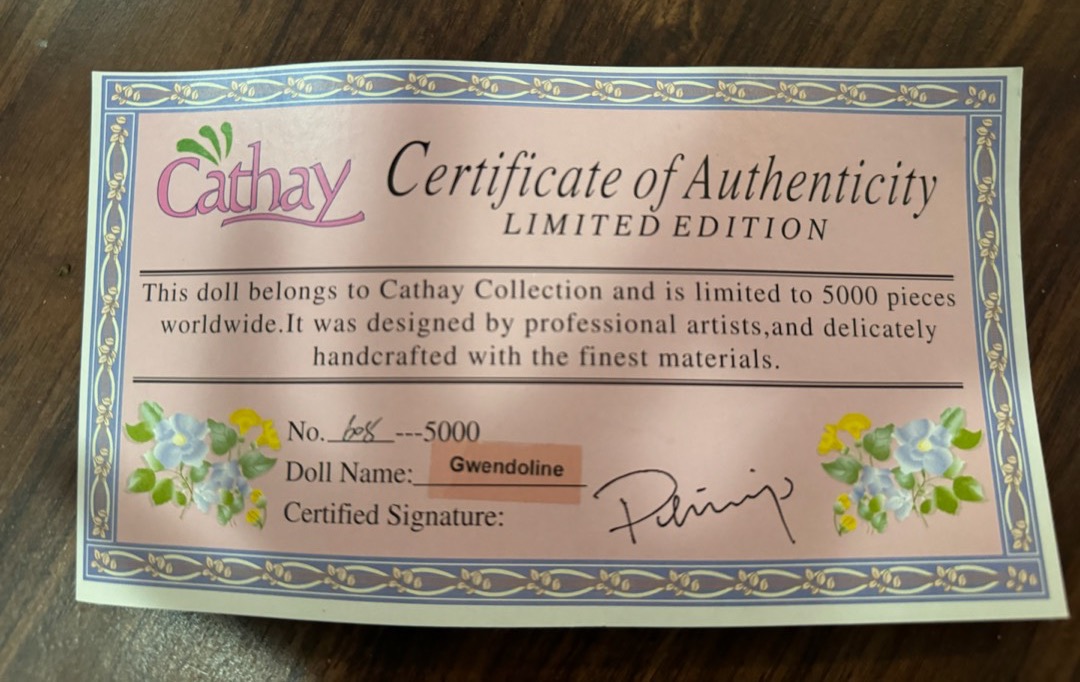 Cathay
Certificate of Authenticity
LIMITED EDITION
This doll belongs to Cathay Collection and is limited to 5000 pieces
worldwide.It was designed by professional artists,and delicately
handcrafted with the finest materials.
No. 608 ---5000
Doll Name: Gwendoline
Certified Signature: